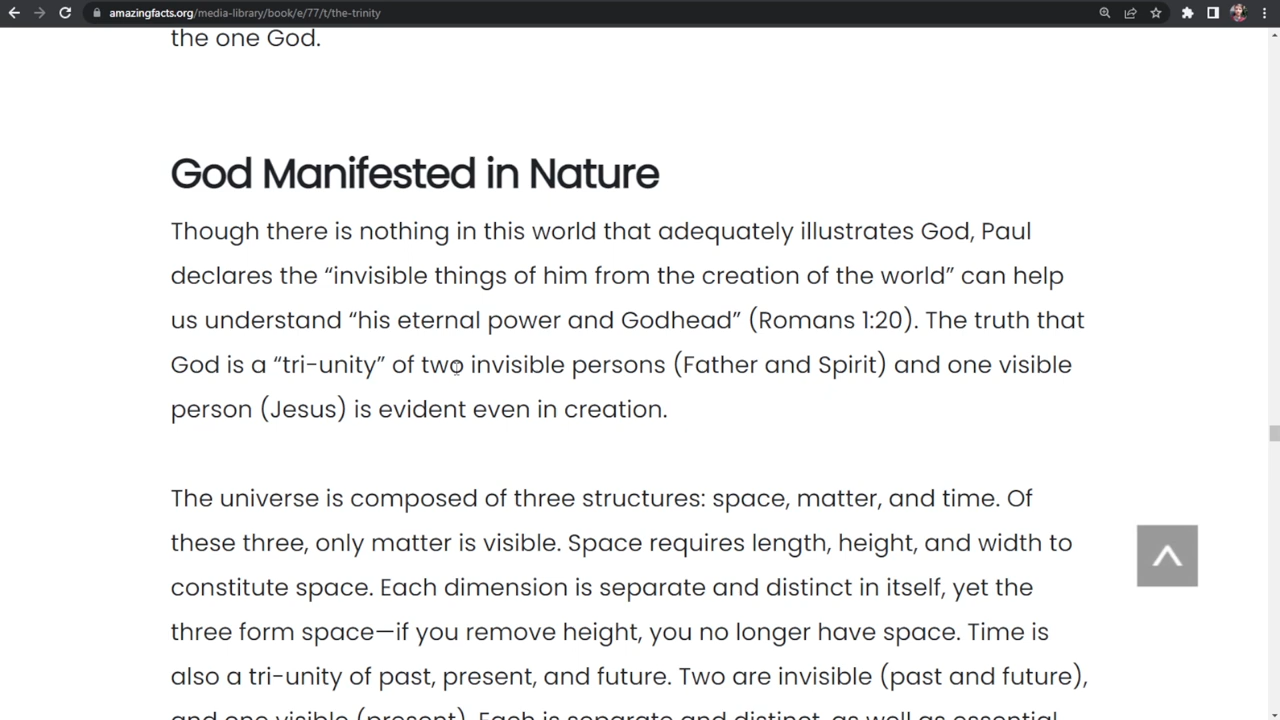 amazingfacts.org/media-library/book/e/77/t/the-trinity
the one God.
God Manifested in Nature
Though there is nothing in this world that adequately illustrates God, Paul
declares the “invisible things of him from the creation of the world” can help
us understand “his eternal power and Godhead” (Romans 1:20). The truth that
God is a “tri-unity” of two invisible persons (Father and Spirit) and one visible
person (Jesus) is evident even in creation.
The universe is composed of three structures: space, matter, and time. Of
these three, only matter is visible. Space requires length, height, and width to
constitute space. Each dimension is separate and distinct in itself, yet the
three form space—if you remove height, you no longer have space. Time is
also a tri-unity of past, present, and future. Two are invisible (past and future),
and one visible (present). Each is separate and distinct, as well as essential